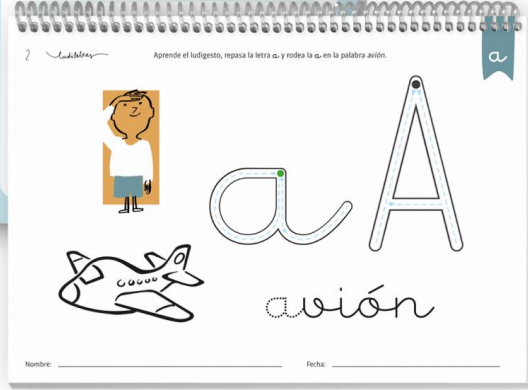 2 Ludiletras Aprende el ludigesto, repasa la letra a y rodea la a en la palabra avión.
a
a A
avión
Nombre: Fecha: